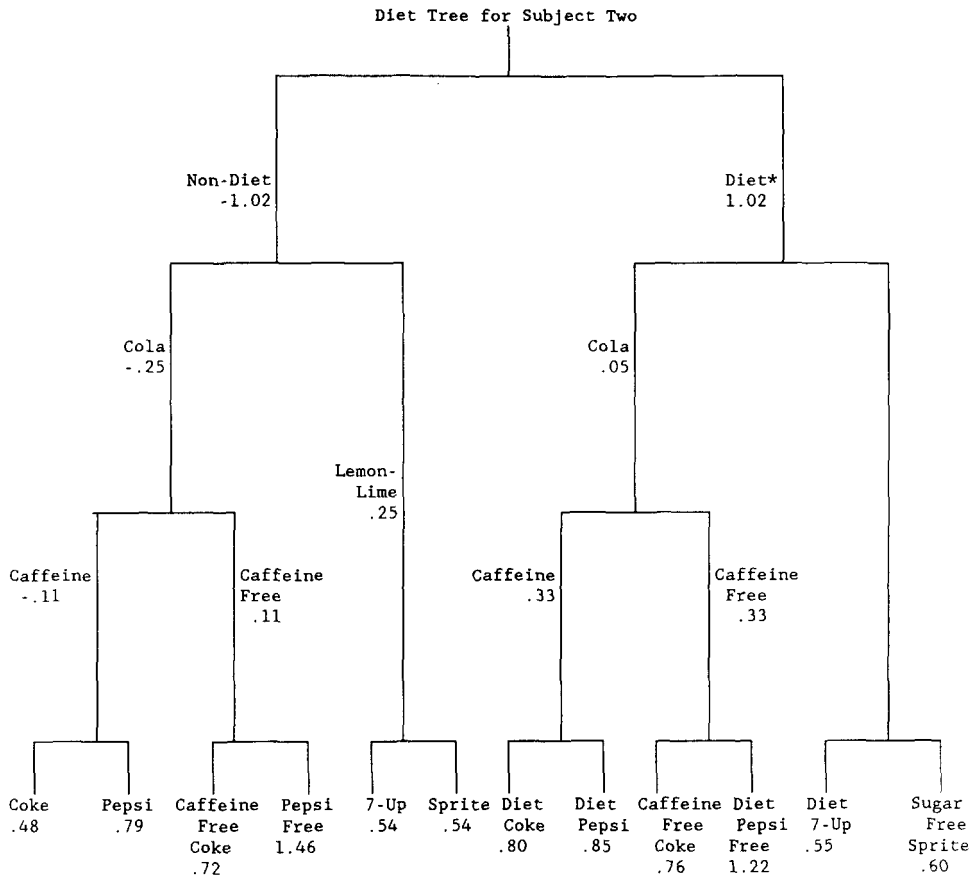 Diet Tree for Subject Two
Non-Diet
-1.02
Diet*
1.02
Cola
-.25
Cola
.05
Lemon-
Lime
.25
Caffeine
-.11
Caffeine
Free
.11
Caffeine
.33
Caffeine
Free
.33
Coke
.48
Pepsi
.79
Caffeine
Free
Coke
.72
Pepsi
Free
1.46
7-Up
.54
Sprite
.54
Diet
Coke
.80
Diet
Pepsi
.85
Caffeine
Free
Coke
.76
Diet
Pepsi
Free
1.22
Diet
7-Up
.55
Sugar
Free
Sprite
.60